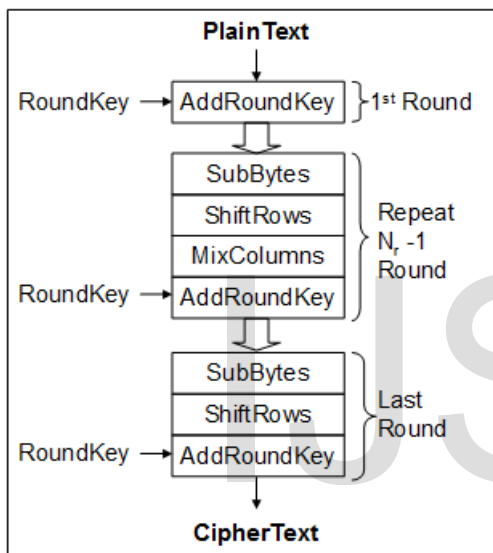 PlainText
RoundKey
AddRoundKey
1st Round
SubBytes
ShiftRows
MixColumns
RoundKey
AddRoundKey
Repeat
Nr -1
Round
SubBytes
ShiftRows
RoundKey
AddRoundKey
Last
Round
CipherText
IJS